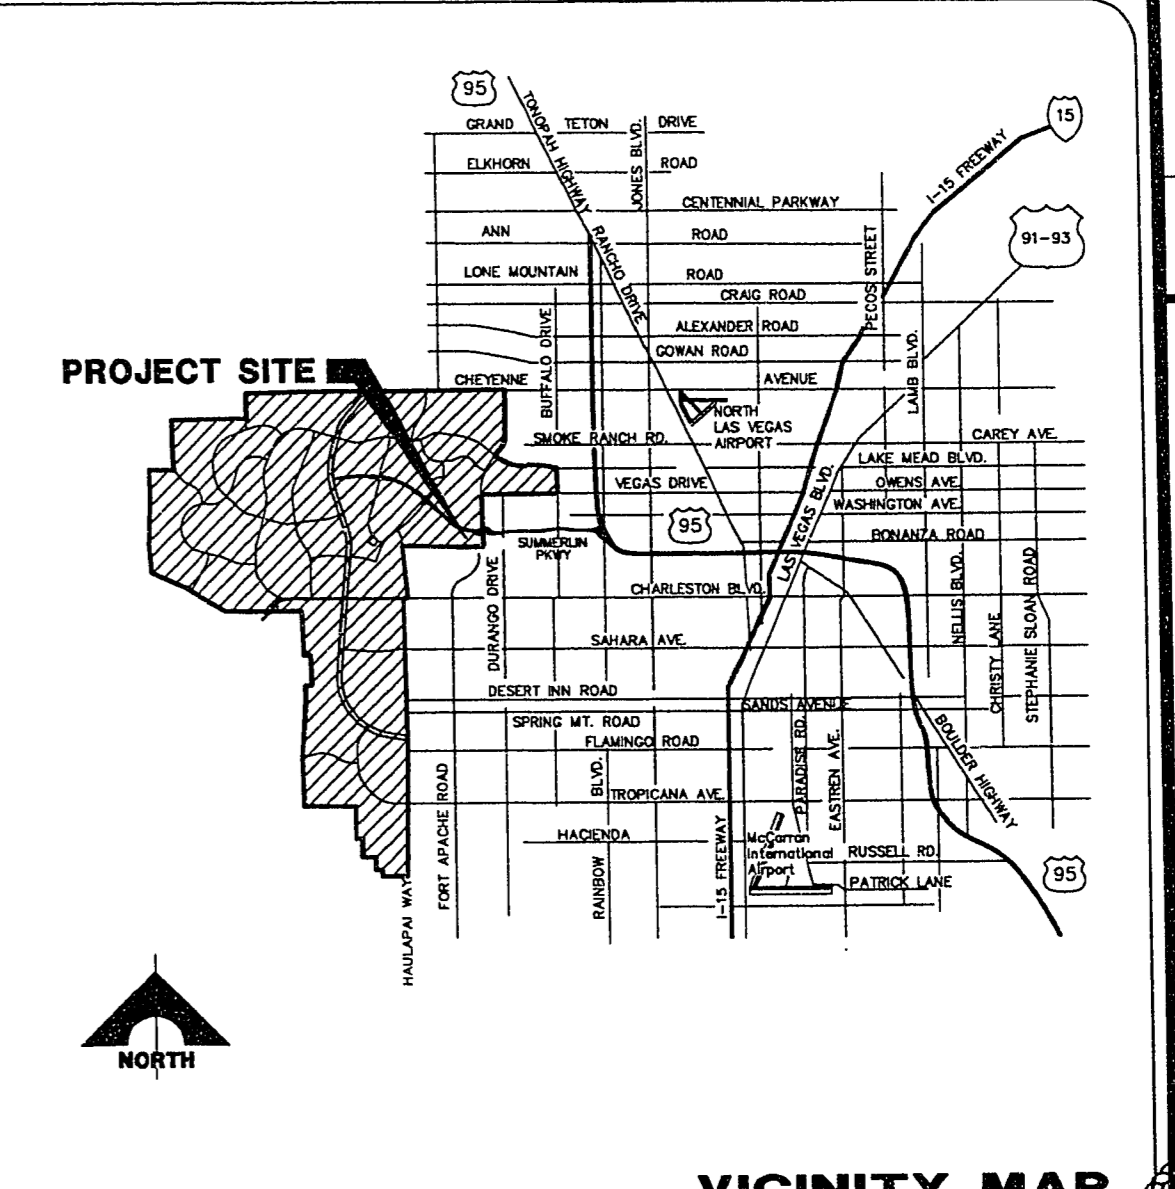 95
TONOPAH HIGHWAY
15
GRAND TETON DRIVE
JONES BLVD.
ELKHORN ROAD
I-15 FREEWAY
CENTENNIAL PARKWAY
91-93
ANN ROAD
RANCHO DRIVE
PECOS STREET
LONE MOUNTAIN ROAD
CRAIG ROAD
BUFFALO DRIVE
ALEXANDER ROAD
LAMB BLVD.
GOWAN ROAD
PROJECT SITE
CHEYENNE AVENUE
NORTH
LAS VEGAS
AIRPORT
SMOKE RANCH RD.
CAREY AVE.
LAKE MEAD BLVD.
VEGAS DRIVE
OWENS AVE.
LAS VEGAS BLVD.
WASHINGTON AVE.
95
BONANZA ROAD
SUMMERLIN
PKWY
DURANGO DRIVE
CHARLESTON BLVD.
NELLIS BLVD.
CHRISTY LANE
STEPHANIE SLOAN ROAD
SAHARA AVE.
DESERT INN ROAD
SANDS AVENUE
SPRING MT. ROAD
PARADISE RD.
EASTREN AVE.
BOULDER HIGHWAY
FLAMINGO ROAD
FORT APACHE ROAD
RAINBOW BLVD.
TROPICANA AVE.
HACIENDA
I-15 FREEWAY
McCarran
International
Airport
RUSSELL RD.
95
PATRICK LANE
HAULAPAI WAY
NORTH
VICINITY MAP